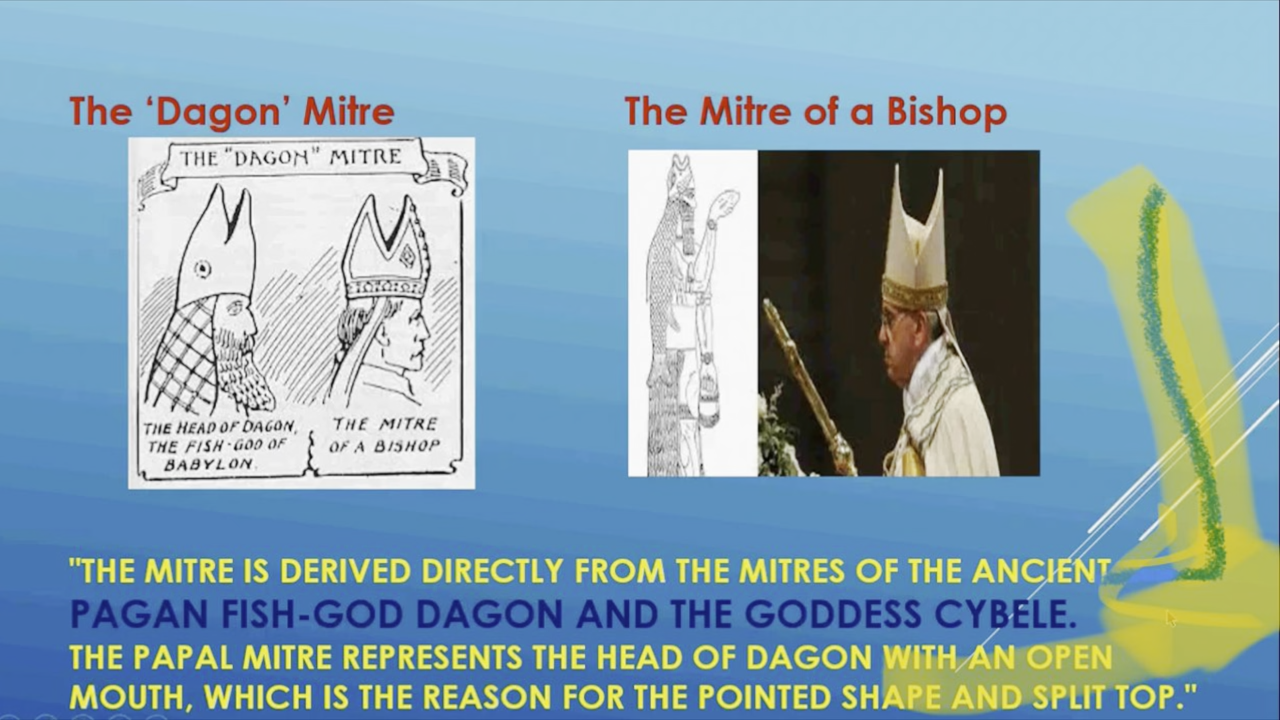 The ‘Dagon’ Mitre
The Mitre of a Bishop
THE "DAGON" MITRE
THE HEAD OF DAGON,
THE FISH-GOD OF
BABYLON.
THE MITRE
OF A BISHOP
"THE MITRE IS DERIVED DIRECTLY FROM THE MITRES OF THE ANCIENT
PAGAN FISH-GOD DAGON AND THE GODDESS CYBELE.
THE PAPAL MITRE REPRESENTS THE HEAD OF DAGON WITH AN OPEN
MOUTH, WHICH IS THE REASON FOR THE POINTED SHAPE AND SPLIT TOP."